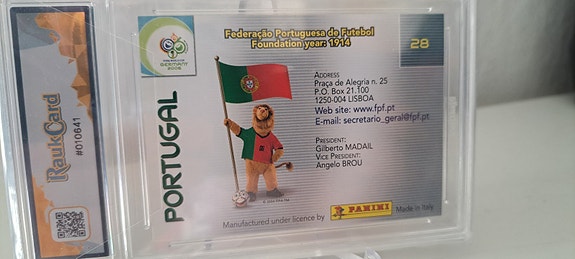 RaukCard
#010641
FIFA WORLD CUP
GERMANY
2006
Federação Portuguesa de Futebol
Foundation year: 1914
28
PORTUGAL
ADDRESS
Praça de Alegria n. 25
P.O. Box 21.100
1250-004 LISBOA
Web site: www.fpf.pt
E-mail: secretario_geral@fpf.pt
PRESIDENT:
Gilberto MADAIL
VICE PRESIDENT:
Angelo BROU
Manufactured under licence by
PANINI
Made in Italy